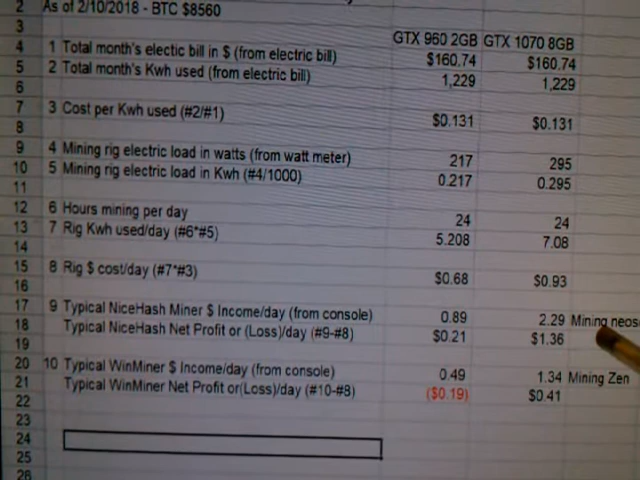 2 As of 2/10/2018 - BTC $8560
3
GTX 960 2GB GTX 1070 8GB
4 1 Total month's electic bill in $ (from electric bill) $160.74 $160.74
5 2 Total month's Kwh used (from electric bill) 1,229 1,229
6
7 3 Cost per Kwh used (#2/#1) $0.131 $0.131
8
9 4 Mining rig electric load in watts (from watt meter) 217 295
10 5 Mining rig electric load in Kwh (#4/1000) 0.217 0.295
11
12 6 Hours mining per day 24 24
13 7 Rig Kwh used/day (#6*#5) 5.208 7.08
14
15 8 Rig $ cost/day (#7*#3) $0.68 $0.93
16
17 9 Typical NiceHash Miner $ Income/day (from console) 0.89 2.29 Mining neos
18 Typical NiceHash Net Profit or (Loss)/day (#9-#8) $0.21 $1.36
19
20 10 Typical WinMiner $ Income/day (from console) 0.49 1.34 Mining Zen
21 Typical WinMiner Net Profit or(Loss)/day (#10-#8) ($0.19) $0.41
22
23
24
25
26